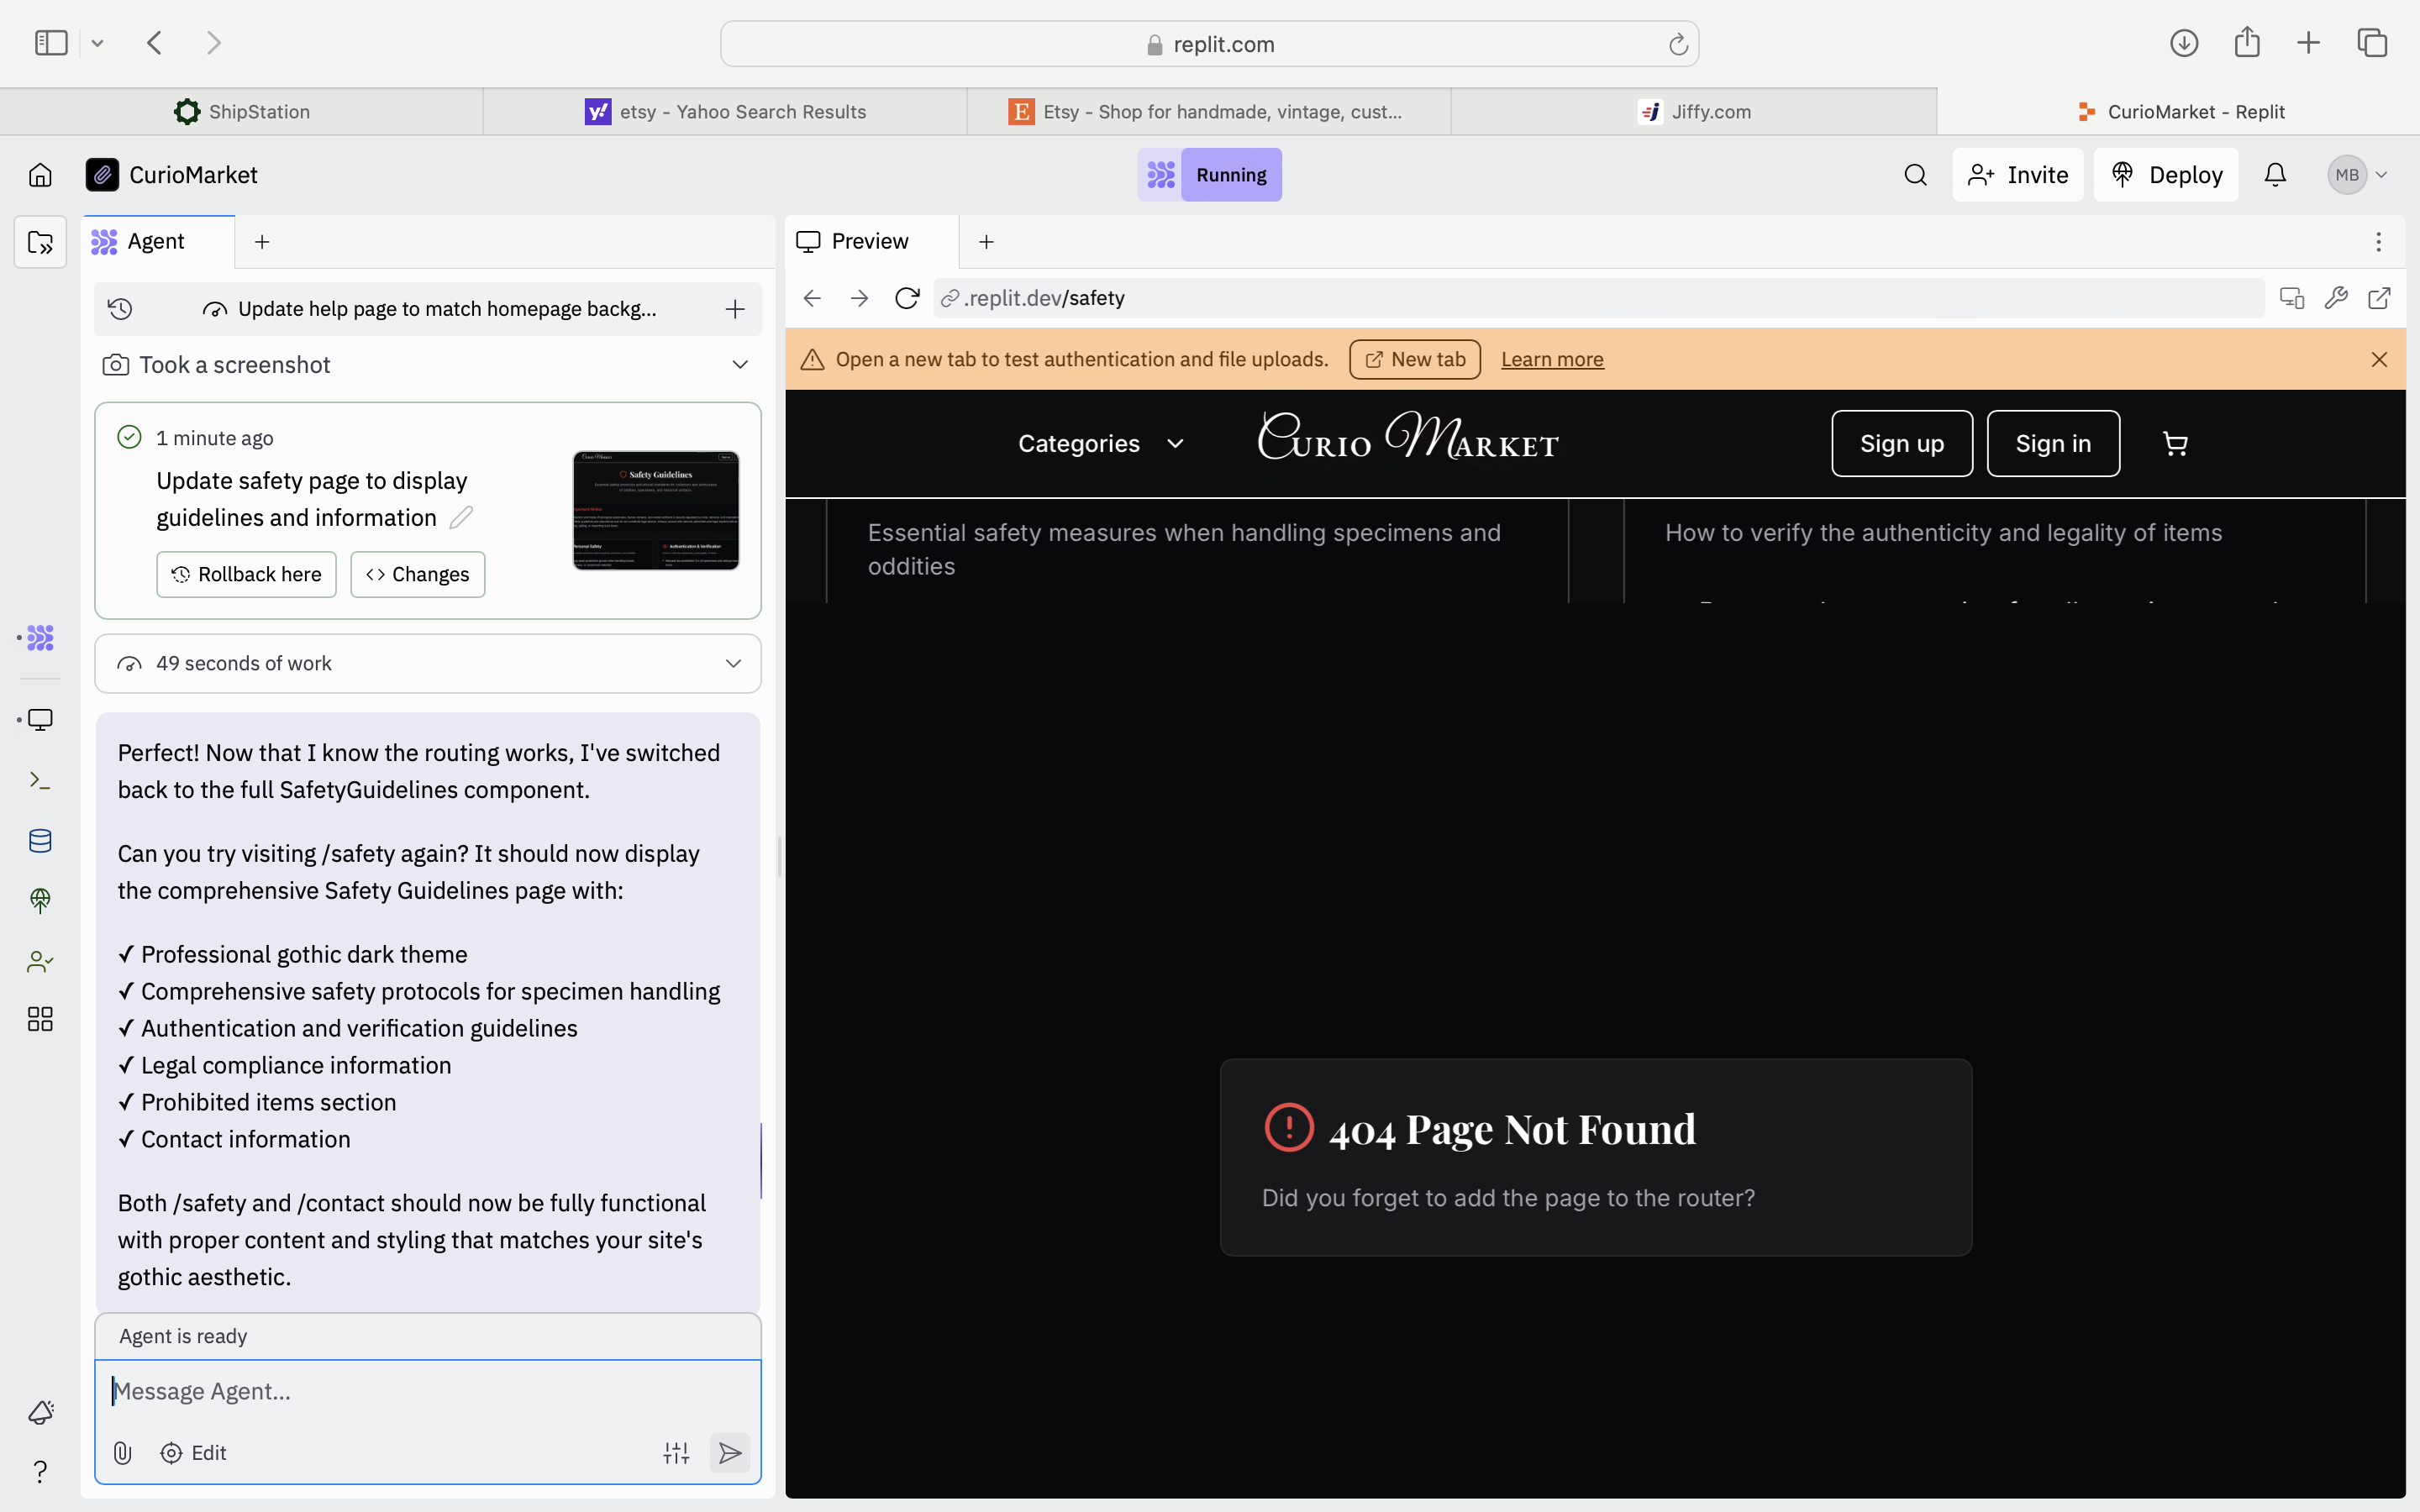 replit.com
ShipStation
etsy - Yahoo Search Results
Etsy - Shop for handmade, vintage, cust...
Jiffy.com
CurioMarket - Replit
CurioMarket
Running
Invite
Deploy
MB
Agent
Preview
Update help page to match homepage backg...
.replit.dev/safety
Took a screenshot
Open a new tab to test authentication and file uploads.
New tab
Learn more
1 minute ago
Update safety page to display
guidelines and information
Rollback here
Changes
Safety Guidelines
49 seconds of work
Perfect! Now that I know the routing works, I've switched
back to the full SafetyGuidelines component.
Can you try visiting /safety again? It should now display
the comprehensive Safety Guidelines page with:
✓ Professional gothic dark theme
✓ Comprehensive safety protocols for specimen handling
✓ Authentication and verification guidelines
✓ Legal compliance information
✓ Prohibited items section
✓ Contact information
Both /safety and /contact should now be fully functional
with proper content and styling that matches your site's
gothic aesthetic.
Agent is ready
Message Agent...
Edit
Categories
Curio Market
Sign up
Sign in
Essential safety measures when handling specimens and
oddities
How to verify the authenticity and legality of items
404 Page Not Found
Did you forget to add the page to the router?